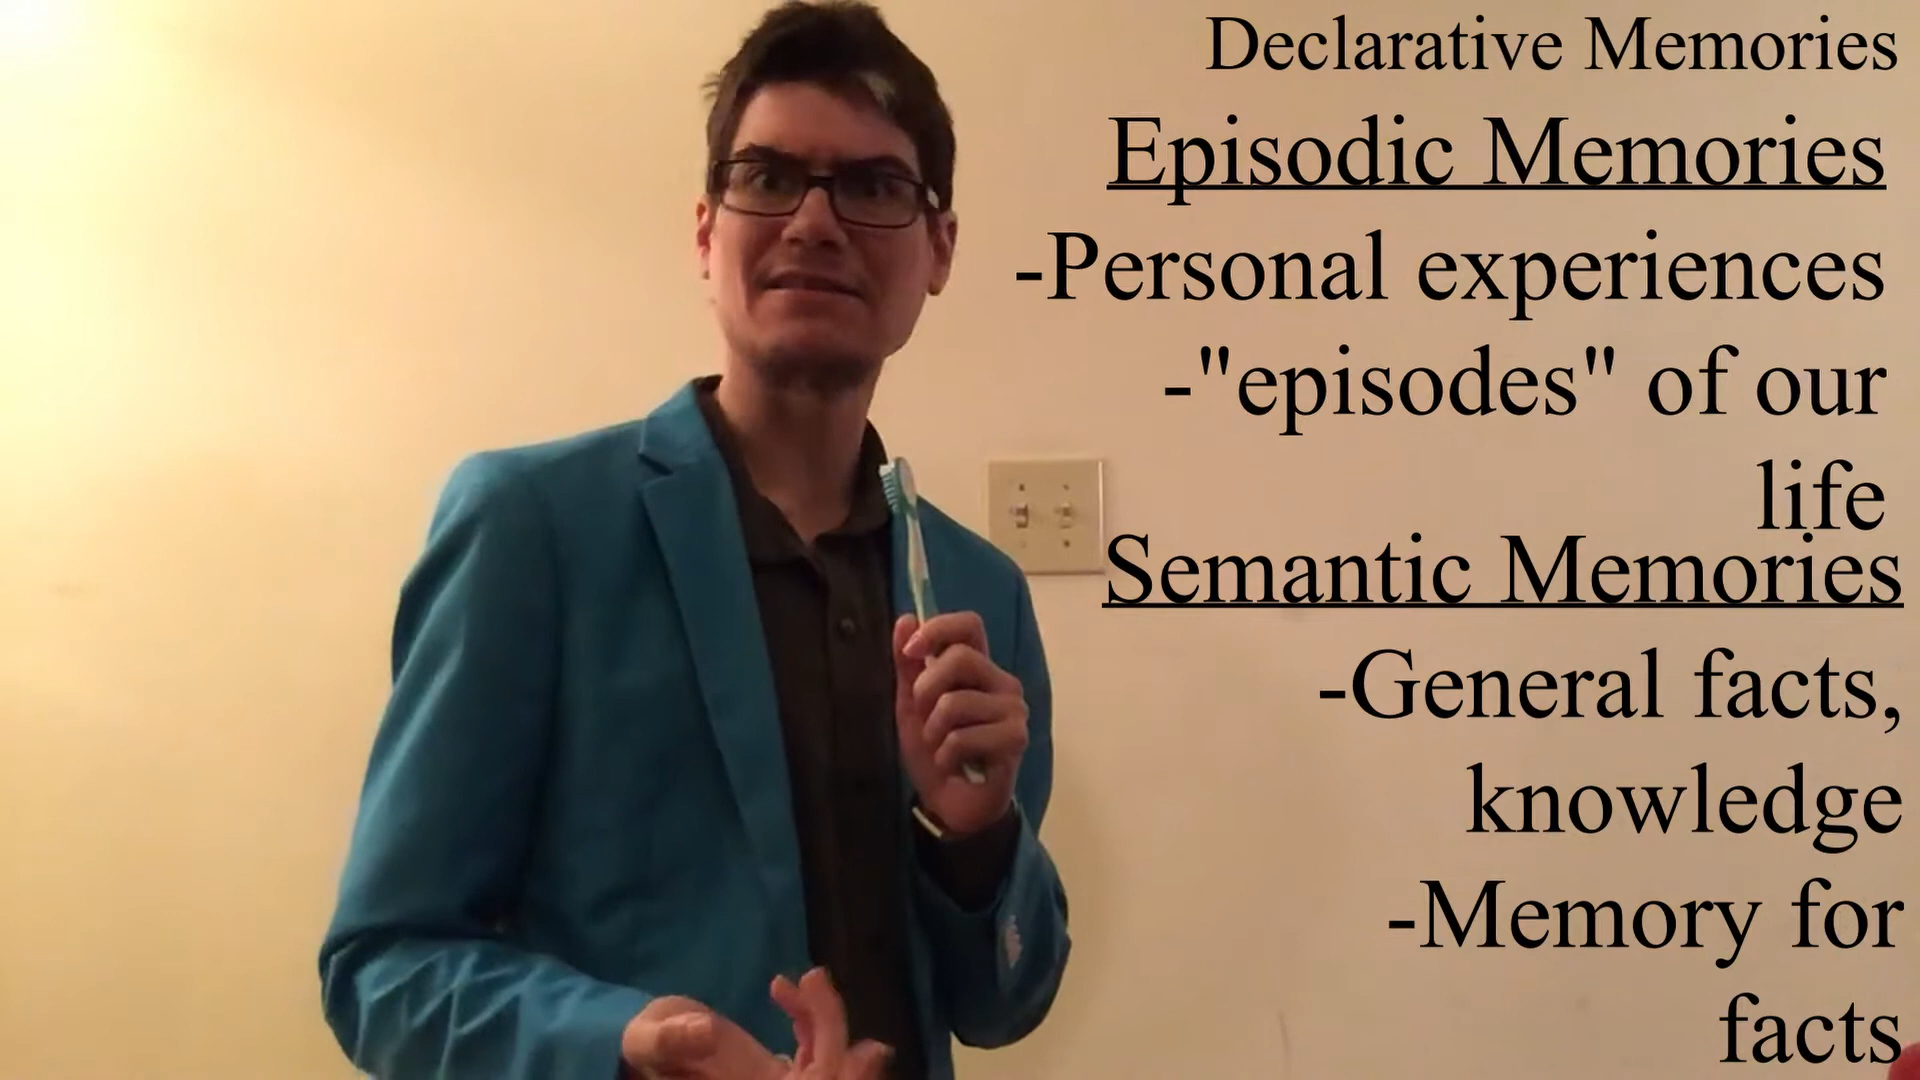 Declarative Memories
Episodic Memories
-Personal experiences
-"episodes" of our
life
Semantic Memories
-General facts,
knowledge
-Memory for
facts